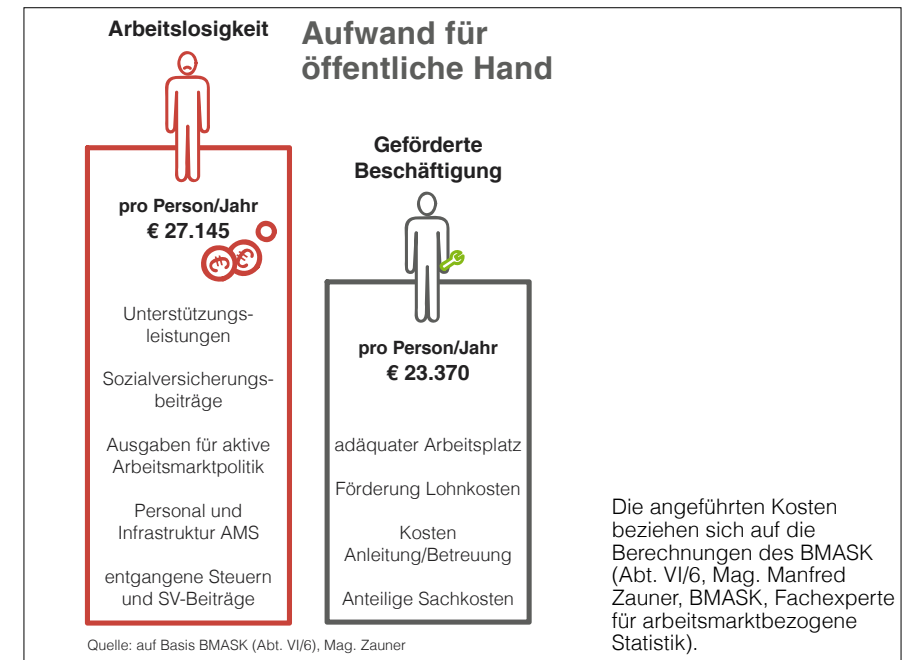 Aufwand für
öffentliche Hand
Arbeitslosigkeit
pro Person/Jahr
€ 27.145
€ €
Unterstützungs-
leistungen
Sozialversicherungs-
beiträge
Ausgaben für aktive
Arbeitsmarktpolitik
Personal und
Infrastruktur AMS
entgangene Steuern
und SV-Beiträge
Geförderte
Beschäftigung
pro Person/Jahr
€ 23.370
adäquater Arbeitsplatz
Förderung Lohnkosten
Kosten
Anleitung/Betreuung
Anteilige Sachkosten
Quelle: auf Basis BMASK (Abt. VI/6), Mag. Zauner
Die angeführten Kosten
beziehen sich auf die
Berechnungen des BMASK
(Abt. VI/6, Mag. Manfred
Zauner, BMASK, Fachexperte
für arbeitsmarktbezogene
Statistik).